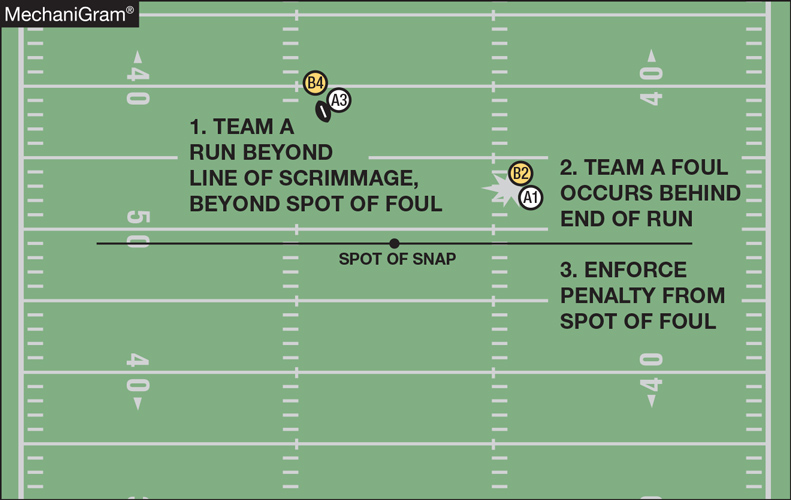 MechaniGram®
40
40
B4
A3
1. TEAM A
RUN BEYOND
LINE OF SCRIMMAGE,
BEYOND SPOT OF FOUL
B2
A1
2. TEAM A FOUL
OCCURS BEHIND
END OF RUN
50
SPOT OF SNAP
3. ENFORCE
PENALTY FROM
SPOT OF FOUL
40
40